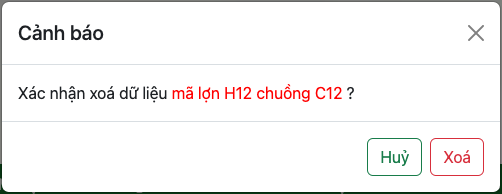 Cảnh báo
Xác nhận xoá dữ liệu mã lợn H12 chuồng C12 ?
Huỷ
Xoá